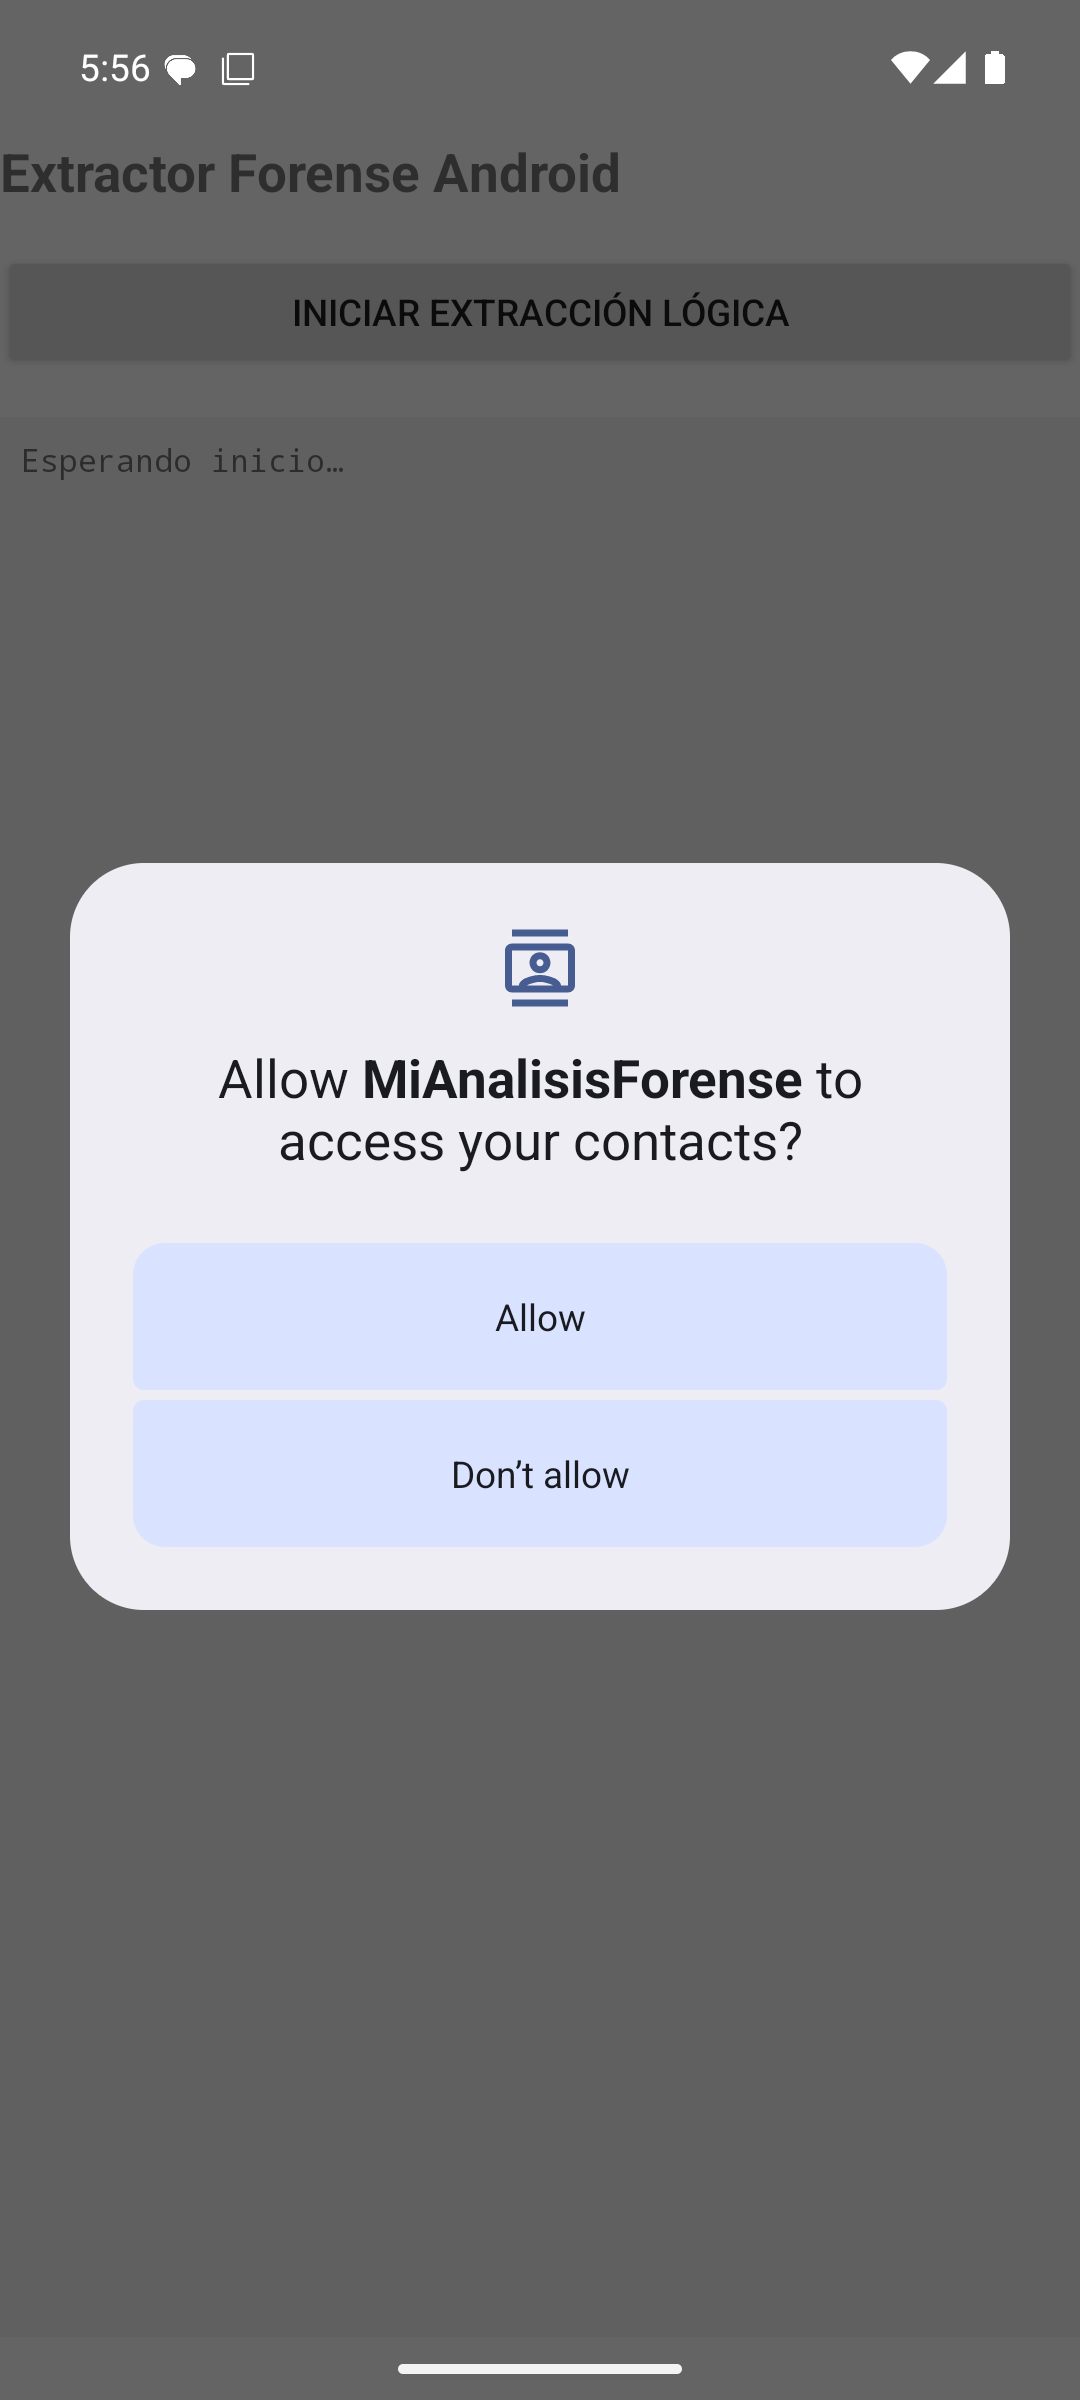 5:56
Extractor Forense Android
INICIAR EXTRACCIÓN LÓGICA
Esperando inicio…
Allow MiAnalisisForense to
access your contacts?
Allow
Don’t allow